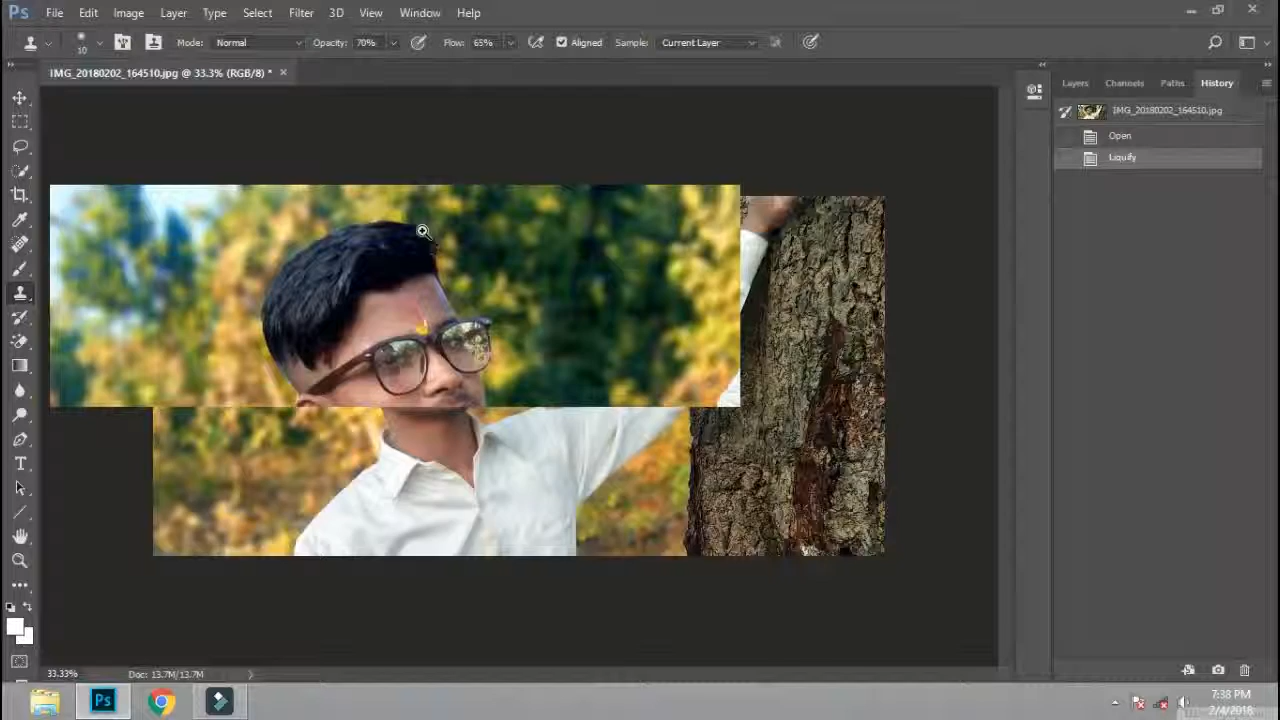 Ps File Edit Image Layer Type Select Filter 3D View Window Help
10 Mode: Normal Opacity: 70% Flow: 65% Aligned Sample: Current Layer
IMG_20180202_164510.jpg @ 33.3% (RGB/8) *
Layers Channels Paths History
IMG_20180202_164510.jpg
Open
Liquify
33.33% Doc: 13.7M/13.7M
Ps
7:38 PM
2/4/2018